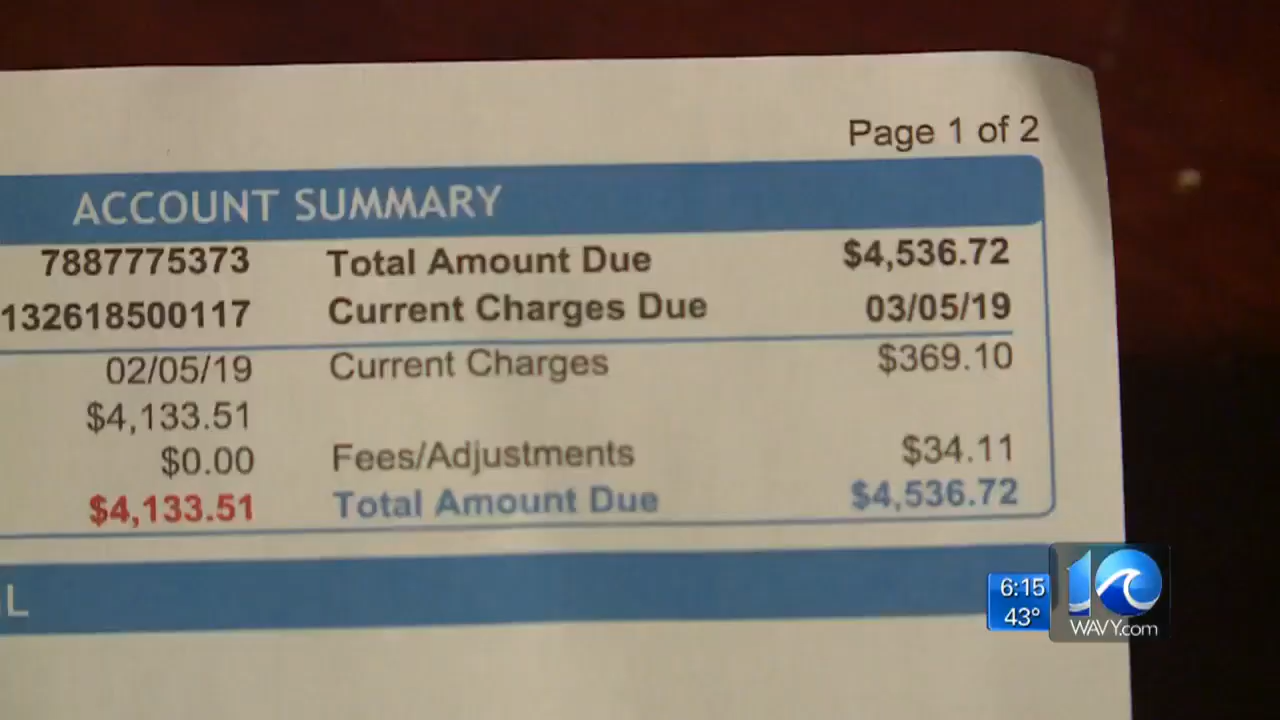 Page 1 of 2
ACCOUNT SUMMARY
7887775373 Total Amount Due $4,536.72
132618500117 Current Charges Due 03/05/19
02/05/19 Current Charges $369.10
$4,133.51
$0.00 Fees/Adjustments $34.11
$4,133.51 Total Amount Due $4,536.72
L
6:15
43°
10
WAVY.com